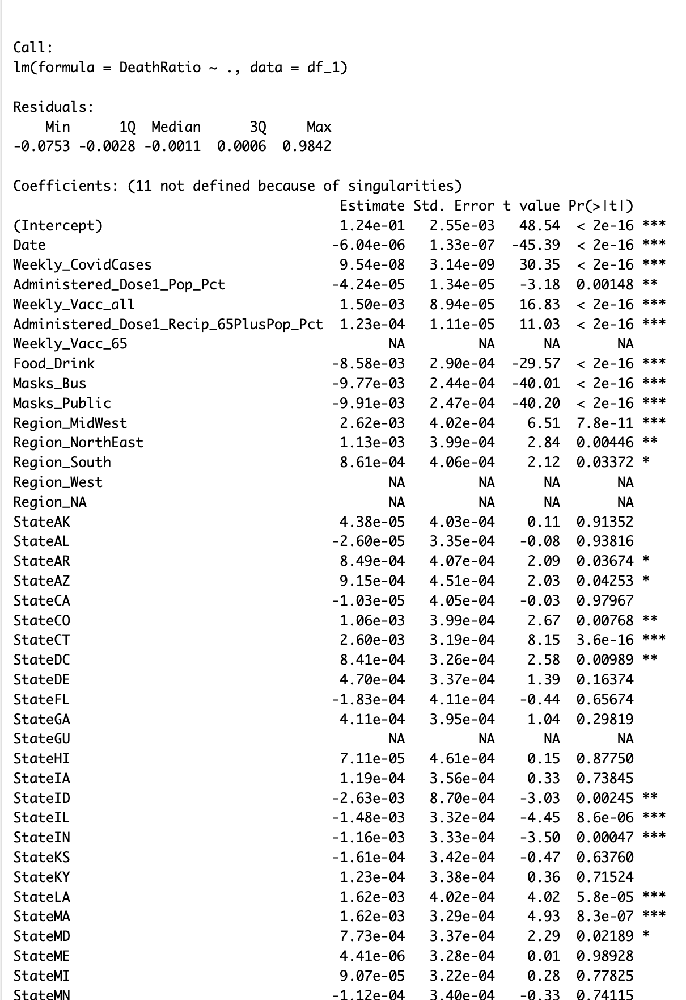 Call:
lm(formula = DeathRatio ~ ., data = df_1)
Residuals:
Min 1Q Median 3Q Max
-0.0753 -0.0028 -0.0011 0.0006 0.9842
Coefficients: (11 not defined because of singularities)
Estimate Std. Error t value Pr(>|t|)
(Intercept) 1.24e-01 2.55e-03 48.54 < 2e-16 ***
Date -6.04e-06 1.33e-07 -45.39 < 2e-16 ***
Weekly_CovidCases 9.54e-08 3.14e-09 30.35 < 2e-16 ***
Administered_Dose1_Pop_Pct -4.24e-05 1.34e-05 -3.18 0.00148 **
Weekly_Vacc_all 1.50e-03 8.94e-05 16.83 < 2e-16 ***
Administered_Dose1_Recip_65PlusPop_Pct 1.23e-04 1.11e-05 11.03 < 2e-16 ***
Weekly_Vacc_65 NA NA NA NA
Food_Drink -8.58e-03 2.90e-04 -29.57 < 2e-16 ***
Masks_Bus -9.77e-03 2.44e-04 -40.01 < 2e-16 ***
Masks_Public -9.91e-03 2.47e-04 -40.20 < 2e-16 ***
Region_MidWest 2.62e-03 4.02e-04 6.51 7.8e-11 ***
Region_NorthEast 1.13e-03 3.99e-04 2.84 0.00446 **
Region_South 8.61e-04 4.06e-04 2.12 0.03372 *
Region_West NA NA NA NA
Region_NA NA NA NA NA
StateAK 4.38e-05 4.03e-04 0.11 0.91352
StateAL -2.60e-05 3.35e-04 -0.08 0.93816
StateAR 8.49e-04 4.07e-04 2.09 0.03674 *
StateAZ 9.15e-04 4.51e-04 2.03 0.04253 *
StateCA -1.03e-05 4.05e-04 -0.03 0.97967
StateCO 1.06e-03 3.99e-04 2.67 0.00768 **
StateCT 2.60e-03 3.19e-04 8.15 3.6e-16 ***
StateDC 8.41e-04 3.26e-04 2.58 0.00989 **
StateDE 4.70e-04 3.37e-04 1.39 0.16374
StateFL -1.83e-04 4.11e-04 -0.44 0.65674
StateGA 4.11e-04 3.95e-04 1.04 0.29819
StateGU NA NA NA NA
StateHI 7.11e-05 4.61e-04 0.15 0.87750
StateIA 1.19e-04 3.56e-04 0.33 0.73845
StateID -2.63e-03 8.70e-04 -3.03 0.00245 **
StateIL -1.48e-03 3.32e-04 -4.45 8.6e-06 ***
StateIN -1.16e-03 3.33e-04 -3.50 0.00047 ***
StateKS -1.61e-04 3.42e-04 -0.47 0.63760
StateKY 1.23e-04 3.38e-04 0.36 0.71524
StateLA 1.62e-03 4.02e-04 4.02 5.8e-05 ***
StateMA 1.62e-03 3.29e-04 4.93 8.3e-07 ***
StateMD 7.73e-04 3.37e-04 2.29 0.02189 *
StateME 4.41e-06 3.28e-04 0.01 0.98928
StateMI 9.07e-05 3.22e-04 0.28 0.77825
StateMN -1.12e-04 3.40e-04 -0.33 0.74115